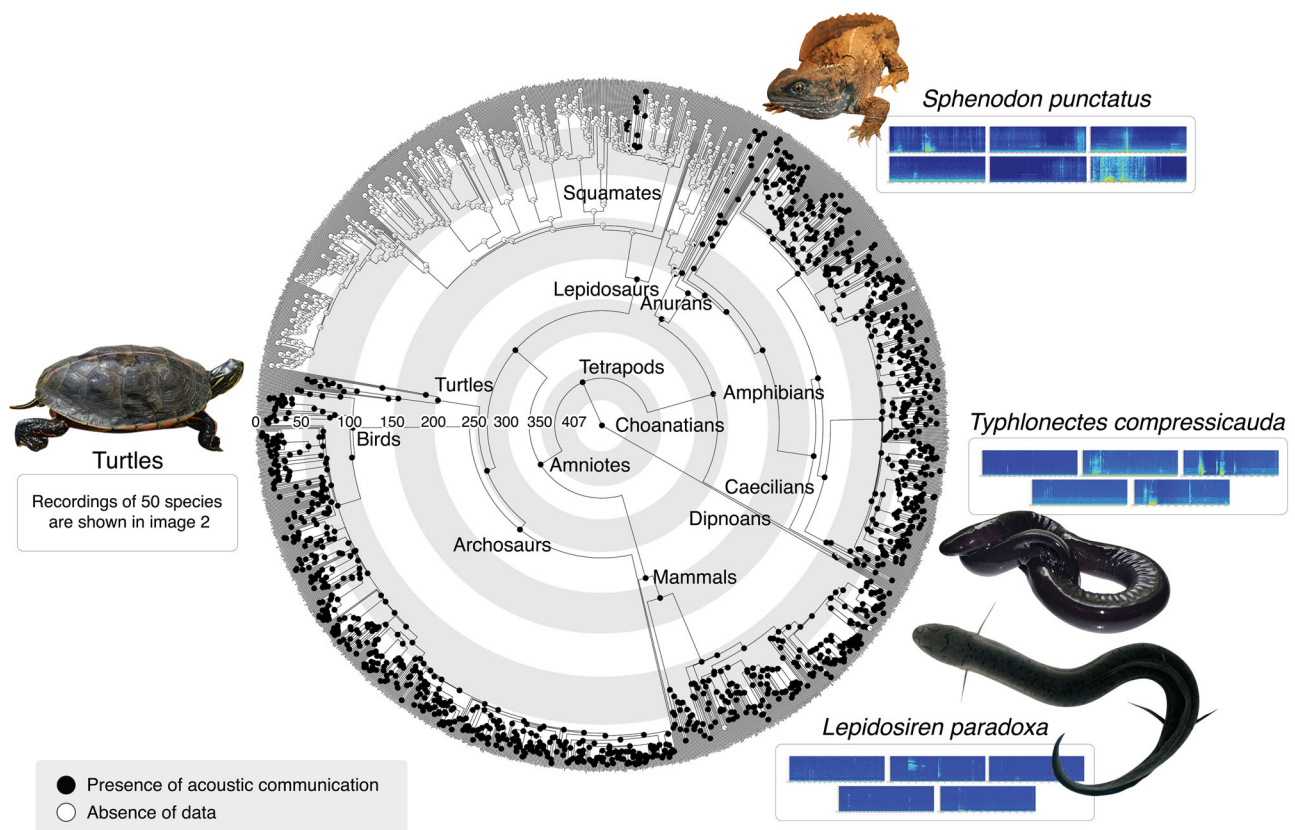 Sphenodon punctatus
Squamates
Lepidosaurs
Anurans
Tetrapods
Turtles
Amphibians
0 50 100 150 200 250 300 350 407
Choanatians
Birds
Typhlonectes compressicauda
Turtles
Amniotes
Recordings of 50 species
are shown in image 2
Caecilians
Dipnoans
Archosaurs
Mammals
Lepidosiren paradoxa
Presence of acoustic communication
Absence of data